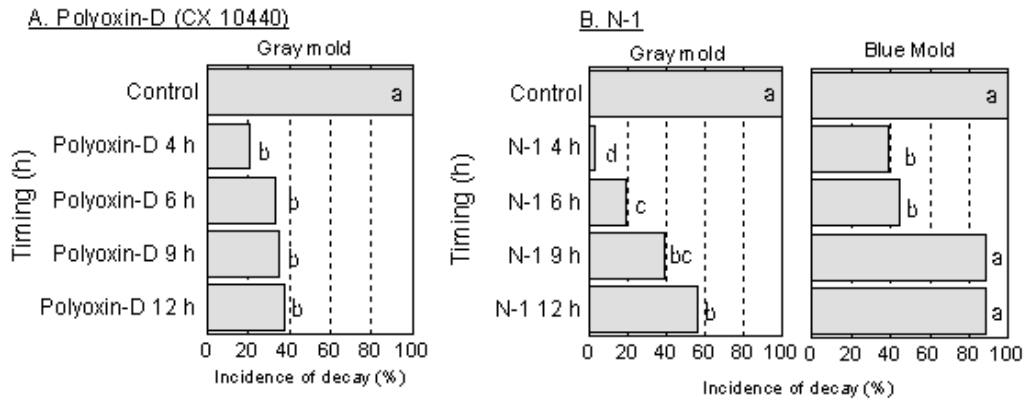 A. Polyoxin-D (CX 10440)
Gray mold
Timing (h)
Control
a
Polyoxin-D 4 h
b
Polyoxin-D 6 h
b
Polyoxin-D 9 h
b
Polyoxin-D 12 h
b
0 20 40 60 80 100
Incidence of decay (%)
B. N-1
Gray mold
Blue Mold
Timing (h)
Control
a
a
N-1 4 h
d
b
N-1 6 h
c
b
N-1 9 h
bc
a
N-1 12 h
b
a
0 20 40 60 80 100
0 20 40 60 80 100
Incidence of decay (%)